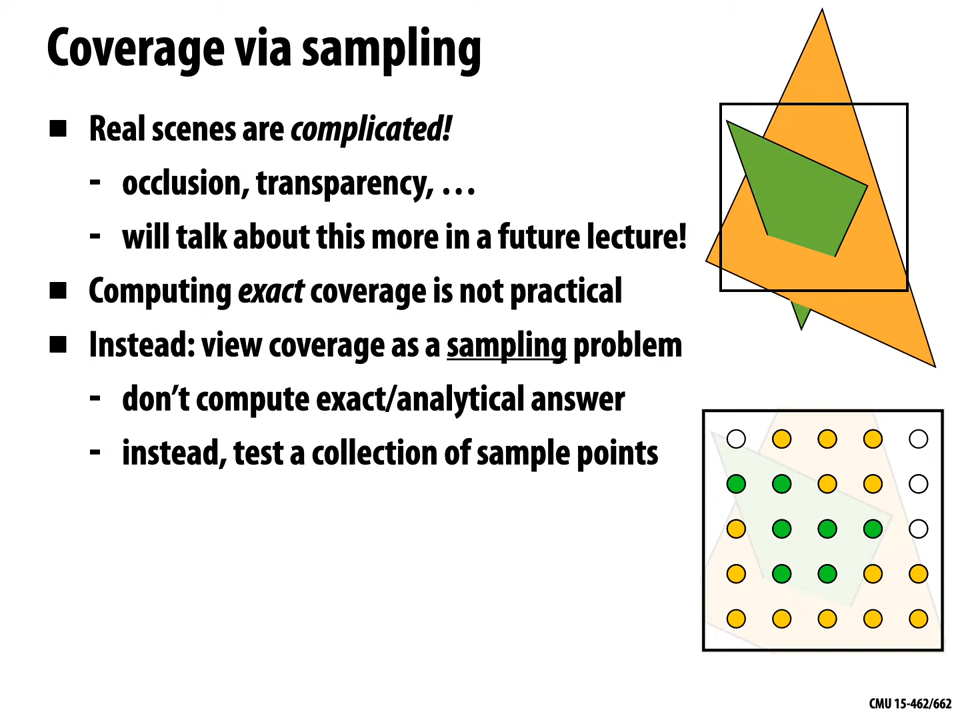 Coverage via sampling
■ Real scenes are complicated!
- occlusion, transparency, …
- will talk about this more in a future lecture!
■ Computing exact coverage is not practical
■ Instead: view coverage as a sampling problem
- don’t compute exact/analytical answer
- instead, test a collection of sample points
CMU 15-462/662